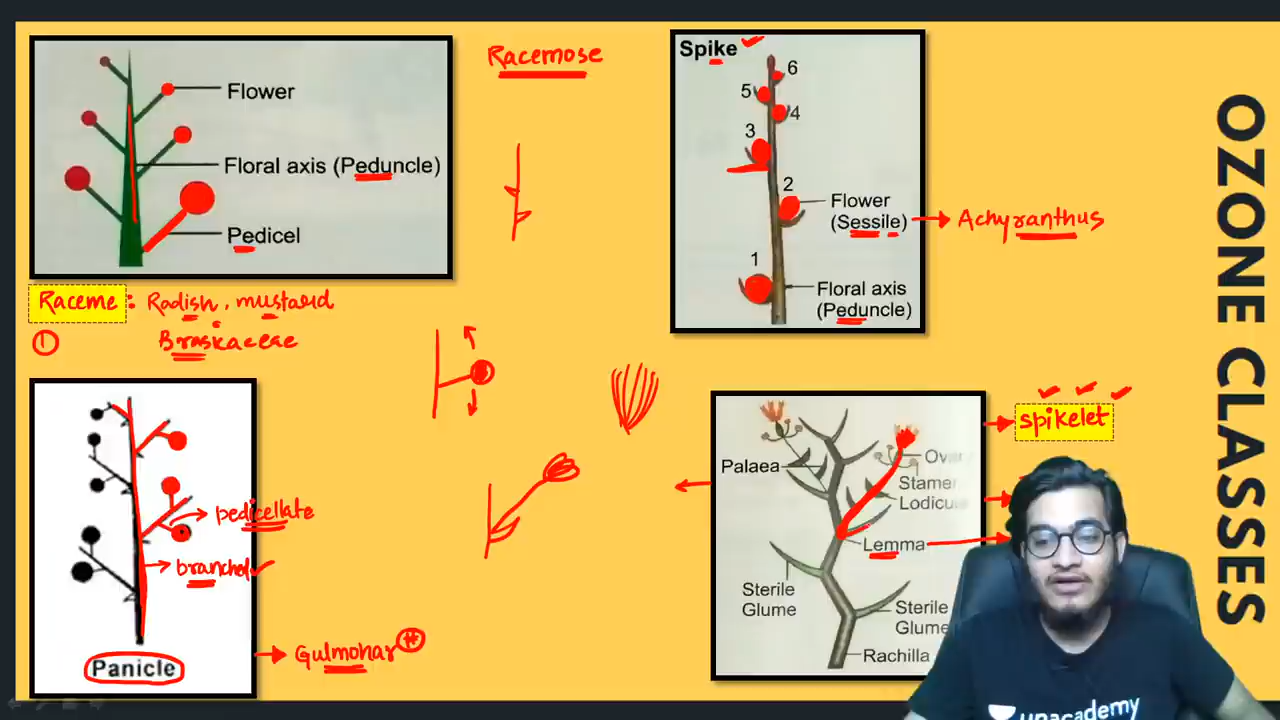 Racemose
Flower
Floral axis (Peduncle)
Pedicel
Raceme : Radish, mustard
①
Brassicaceae
Spike
6
5
4
3
2
Flower
(Sessile)
Achyranthus
1
Floral axis
(Peduncle)
pedicellate
branched
Panicle
Gulmohar
Spikelet
Palaea
Stamen
Lodicu
Lemma
Sterile
Glume
Sterile
Glume
Rachilla
OZONE CLASSES
unacademy